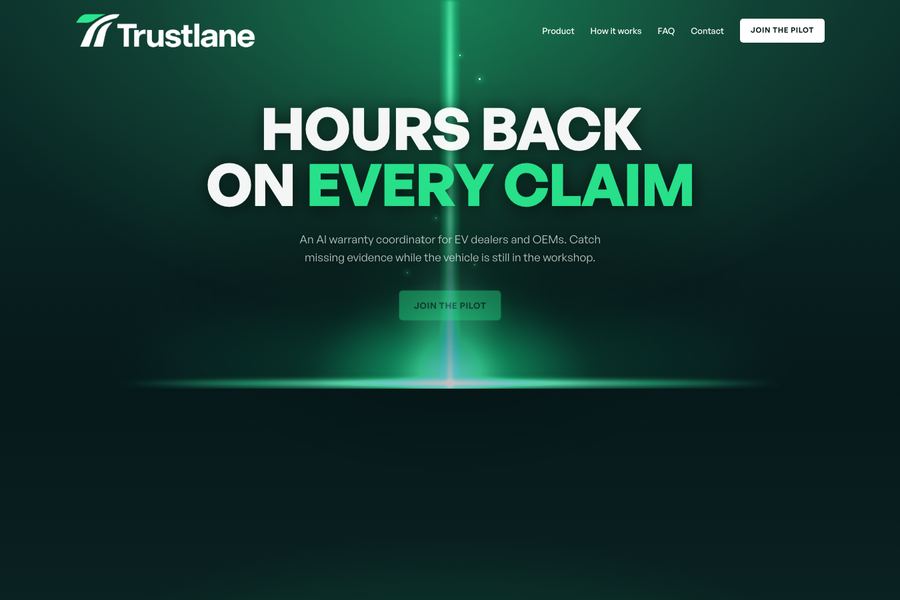 Trustlane
Product
How it works
FAQ
Contact
JOIN THE PILOT
HOURS BACK
ON EVERY CLAIM
An AI warranty coordinator for EV dealers and OEMs. Catch
missing evidence while the vehicle is still in the workshop.
JOIN THE PILOT